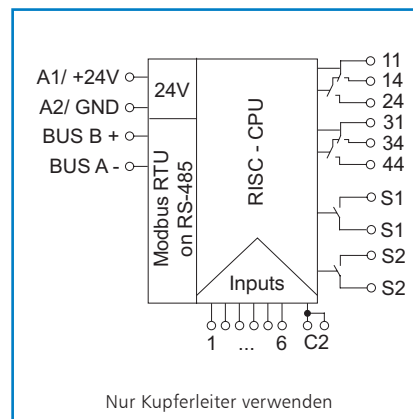 A1/ +24V
A2/ GND
BUS B +
BUS A -
24V
Modbus RTU
on RS-485
RISC - CPU
Inputs
11
14
24
31
34
44
S1
S1
S2
S2
1 ... 6 C2
Nur Kupferleiter verwenden